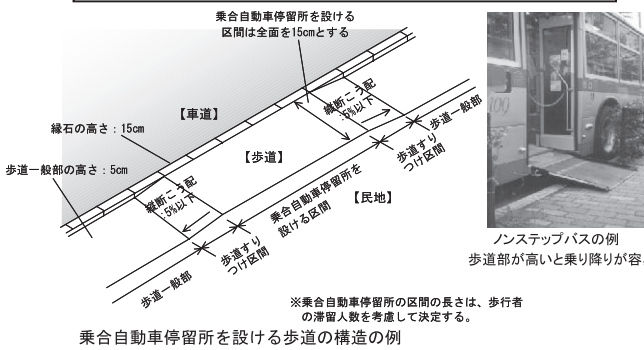 乗合自動車停留所を設ける
区間は全面を15cmとする
【車道】
縁石の高さ:15cm
歩道一般部の高さ:5cm
【歩道】
縦断こう配
:5%以下
縦断こう配
:5%以下
歩道一般部
歩道すり
つけ区間
乗合自動車停留所を
設ける区間
【民地】
歩道すり
つけ区間
歩道一般部
ノンステップバスの例
歩道部が高いと乗り降りが容
※乗合自動車停留所の区間の長さは、歩行者
の滞留人数を考慮して決定する。
乗合自動車停留所を設ける歩道の構造の例